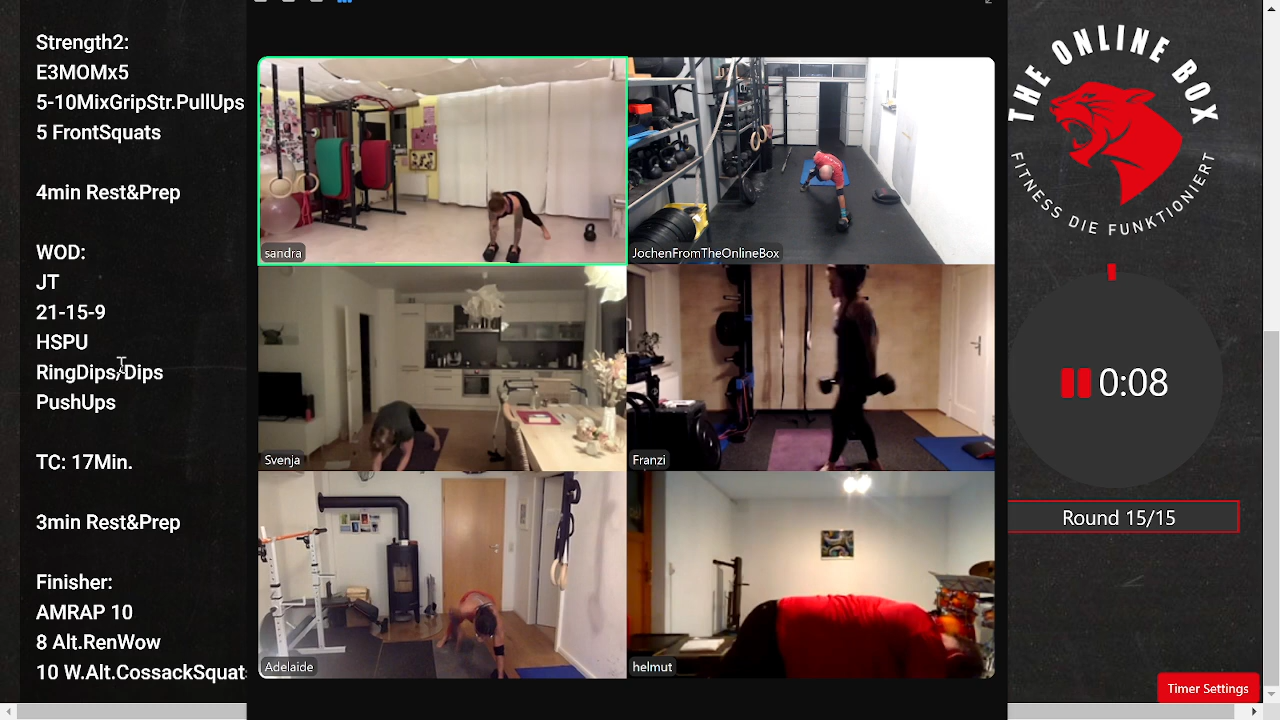 Strength2:
E3MOMx5
5-10MixGripStr.PullUps
5 FrontSquats
4min Rest&Prep
WOD:
JT
21-15-9
HSPU
RingDips/Dips
PushUps
TC: 17Min.
3min Rest&Prep
Finisher:
AMRAP 10
8 Alt.RenWow
10 W.Alt.CossackSquat
sandra
JochenFromTheOnlineBox
Svenja
Franzi
Adelaide
helmut
THE ONLINE BOX
FITNESS DIE FUNKTIONIERT
0:08
Round 15/15
Timer Settings